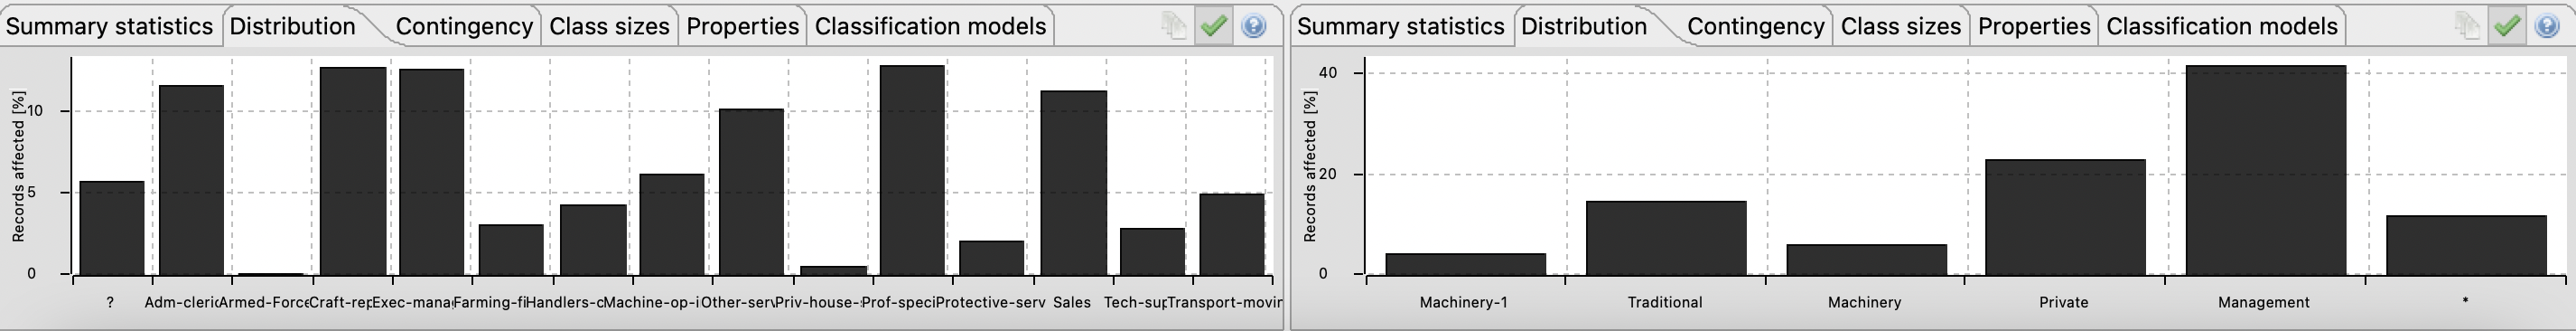 Summary statistics Distribution Contingency Class sizes Properties Classification models
Records affected [%]
10
5
0
? Adm-cleric Armed-Force Craft-rep Exec-mana Farming-fi Handlers-c Machine-op-i Other-serv Priv-house-s Prof-speci Protective-serv Sales Tech-sup Transport-movin
Summary statistics Distribution Contingency Class sizes Properties Classification models
Records affected [%]
40
20
0
Machinery-1 Traditional Machinery Private Management *